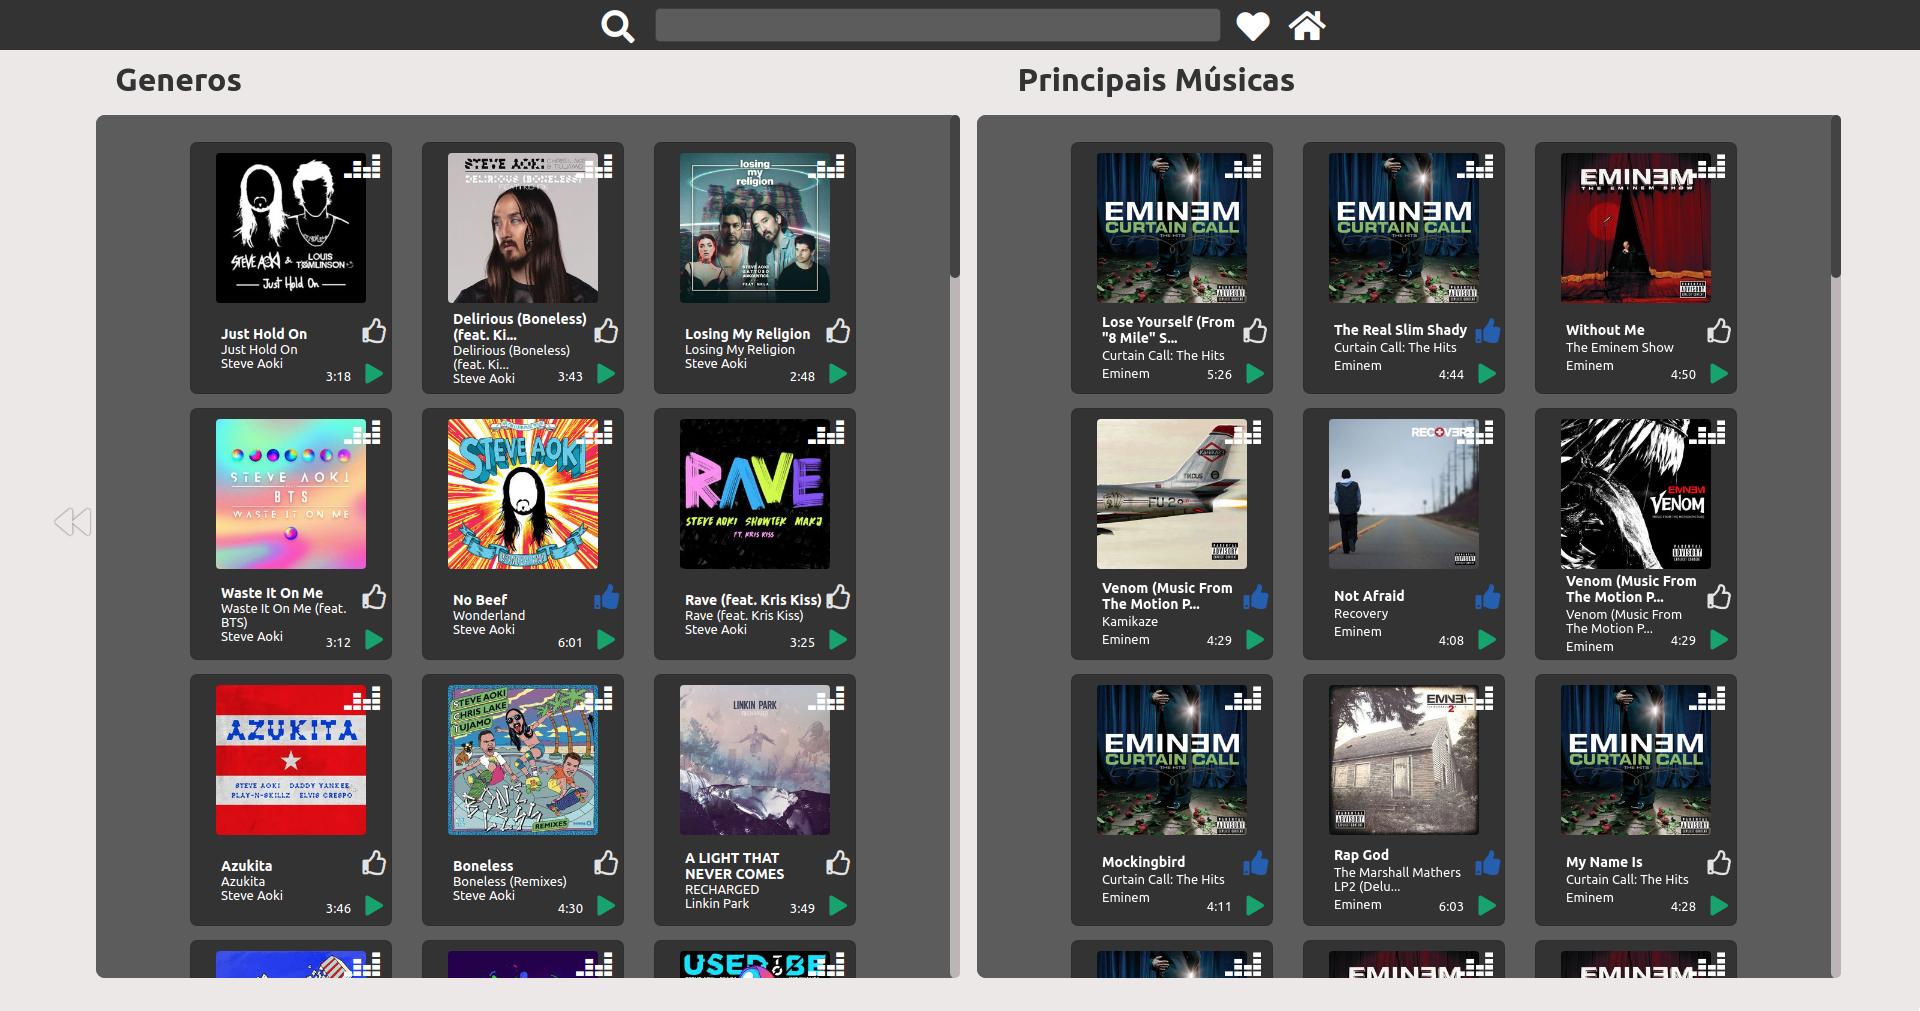 Generos
Principais Músicas
STEVE AOKI & LOUIS TOMLINSON
Just Hold On
Just Hold On
Just Hold On
Steve Aoki
3:18
STEVE AOKI
DELIRIOUS (BONELESS)
Delirious (Boneless)
(feat. Ki...
Delirious (Boneless)
(feat. Ki...
Steve Aoki
3:43
losing
my
religion
Losing My Religion
Losing My Religion
Steve Aoki
2:48
STEVE AOKI
BTS
WASTE IT ON ME
Waste It On Me
Waste It On Me (feat.
BTS)
Steve Aoki
3:12
STEVE AOKI
No Beef
Wonderland
Steve Aoki
6:01
RAVE
STEVE AOKI SHOWTEK MAKJ
FT. KRIS KISS
Rave (feat. Kris Kiss)
Rave (feat. Kris Kiss)
Steve Aoki
3:25
AZUKITA
STEVE AOKI DADDY YANKEE
PLAY-N-SKILLZ ELVIS CRESPO
Azukita
Azukita
Steve Aoki
3:46
STEVE AOKI
CHRIS LAKE
TUJAMO
BONELESS
REMIXES
Boneless
Boneless (Remixes)
Steve Aoki
4:30
LINKIN PARK
A LIGHT THAT
NEVER COMES
RECHARGED
Linkin Park
3:49
USED TO BE
EMINEM
CURTAIN CALL
THE HITS
Lose Yourself (From
"8 Mile" S...
Curtain Call: The Hits
Eminem
5:26
EMINEM
CURTAIN CALL
THE HITS
The Real Slim Shady
Curtain Call: The Hits
Eminem
4:44
EMINEM
THE EMINEM SHOW
Without Me
The Eminem Show
Eminem
4:50
FU-2
Venom (Music From
The Motion P...
Kamikaze
Eminem
4:29
RECOVERY
Not Afraid
Recovery
Eminem
4:08
EMINEM
VENOM
Venom (Music From
The Motion P...
Venom (Music From
The Motion P...
Eminem
4:29
EMINEM
CURTAIN CALL
THE HITS
Mockingbird
Curtain Call: The Hits
Eminem
4:11
Rap God
The Marshall Mathers
LP2 (Delu...
Eminem
6:03
EMINEM
CURTAIN CALL
THE HITS
My Name Is
Curtain Call: The Hits
Eminem
4:28
EMINEM
EMINEM